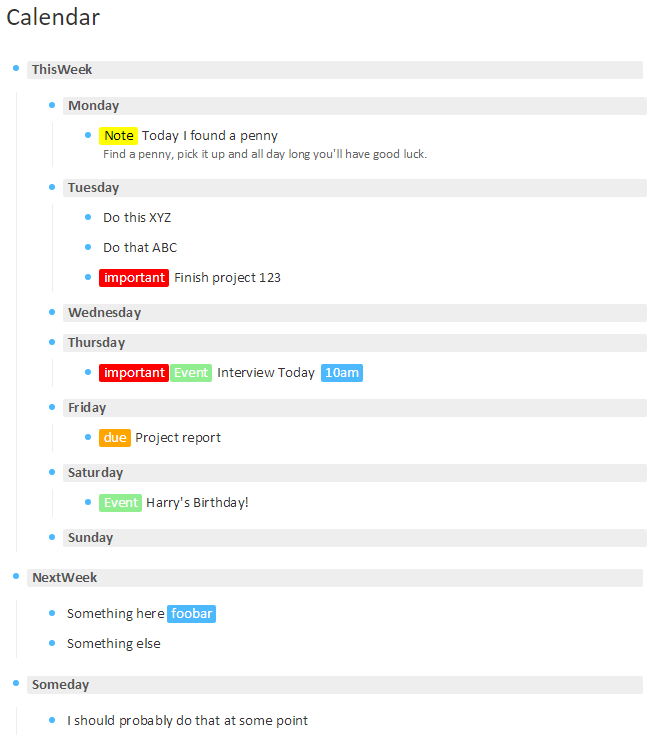 Calendar
ThisWeek
Monday
Note Today I found a penny
Find a penny, pick it up and all day long you'll have good luck.
Tuesday
Do this XYZ
Do that ABC
important Finish project 123
Wednesday
Thursday
important Event Interview Today 10am
Friday
due Project report
Saturday
Event Harry's Birthday!
Sunday
NextWeek
Something here foobar
Something else
Someday
I should probably do that at some point